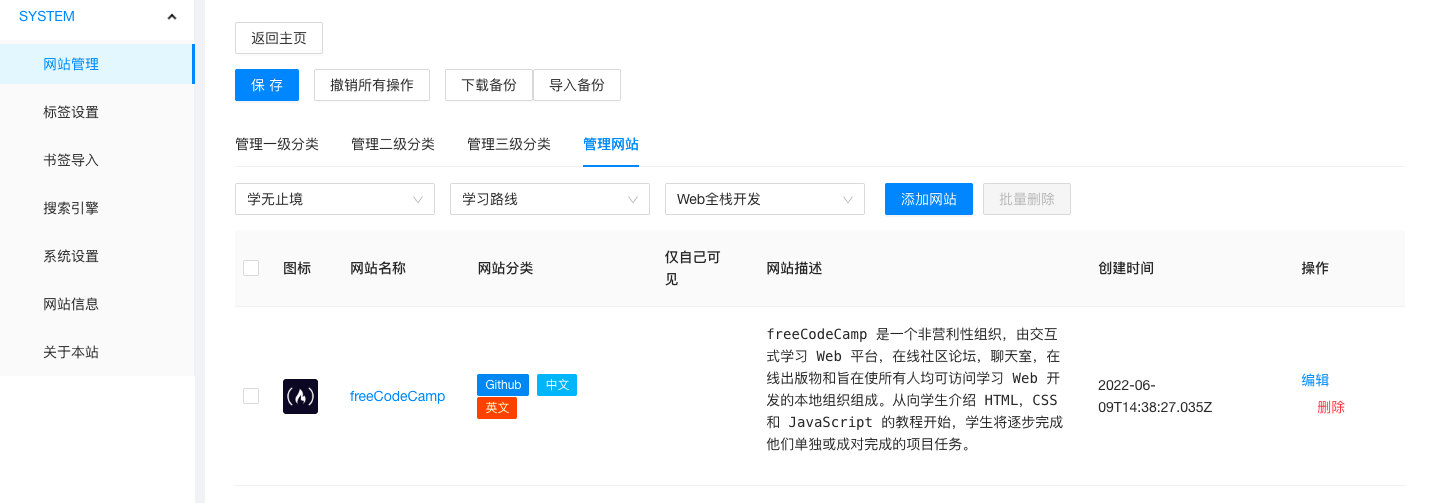 SYSTEM
网站管理
标签设置
书签导入
搜索引擎
系统设置
网站信息
关于本站
返回主页
保 存 撤销所有操作 下载备份 导入备份
管理一级分类 管理二级分类 管理三级分类 管理网站
学无止境 学习路线 Web全栈开发 添加网站 批量删除
图标 网站名称 网站分类 仅自己可见 网站描述 创建时间 操作
freeCodeCamp
Github 中文
英文
freeCodeCamp 是一个非营利性组织，由交互
式学习 Web 平台，在线社区论坛，聊天室，在
线出版物和旨在使所有人均可访问学习 Web 开
发的本地组织组成。从向学生介绍 HTML，CSS
和 JavaScript 的教程开始，学生将逐步完成
他们单独或成对完成的项目任务。
2022-06-
09T14:38:27.035Z
编辑
删除